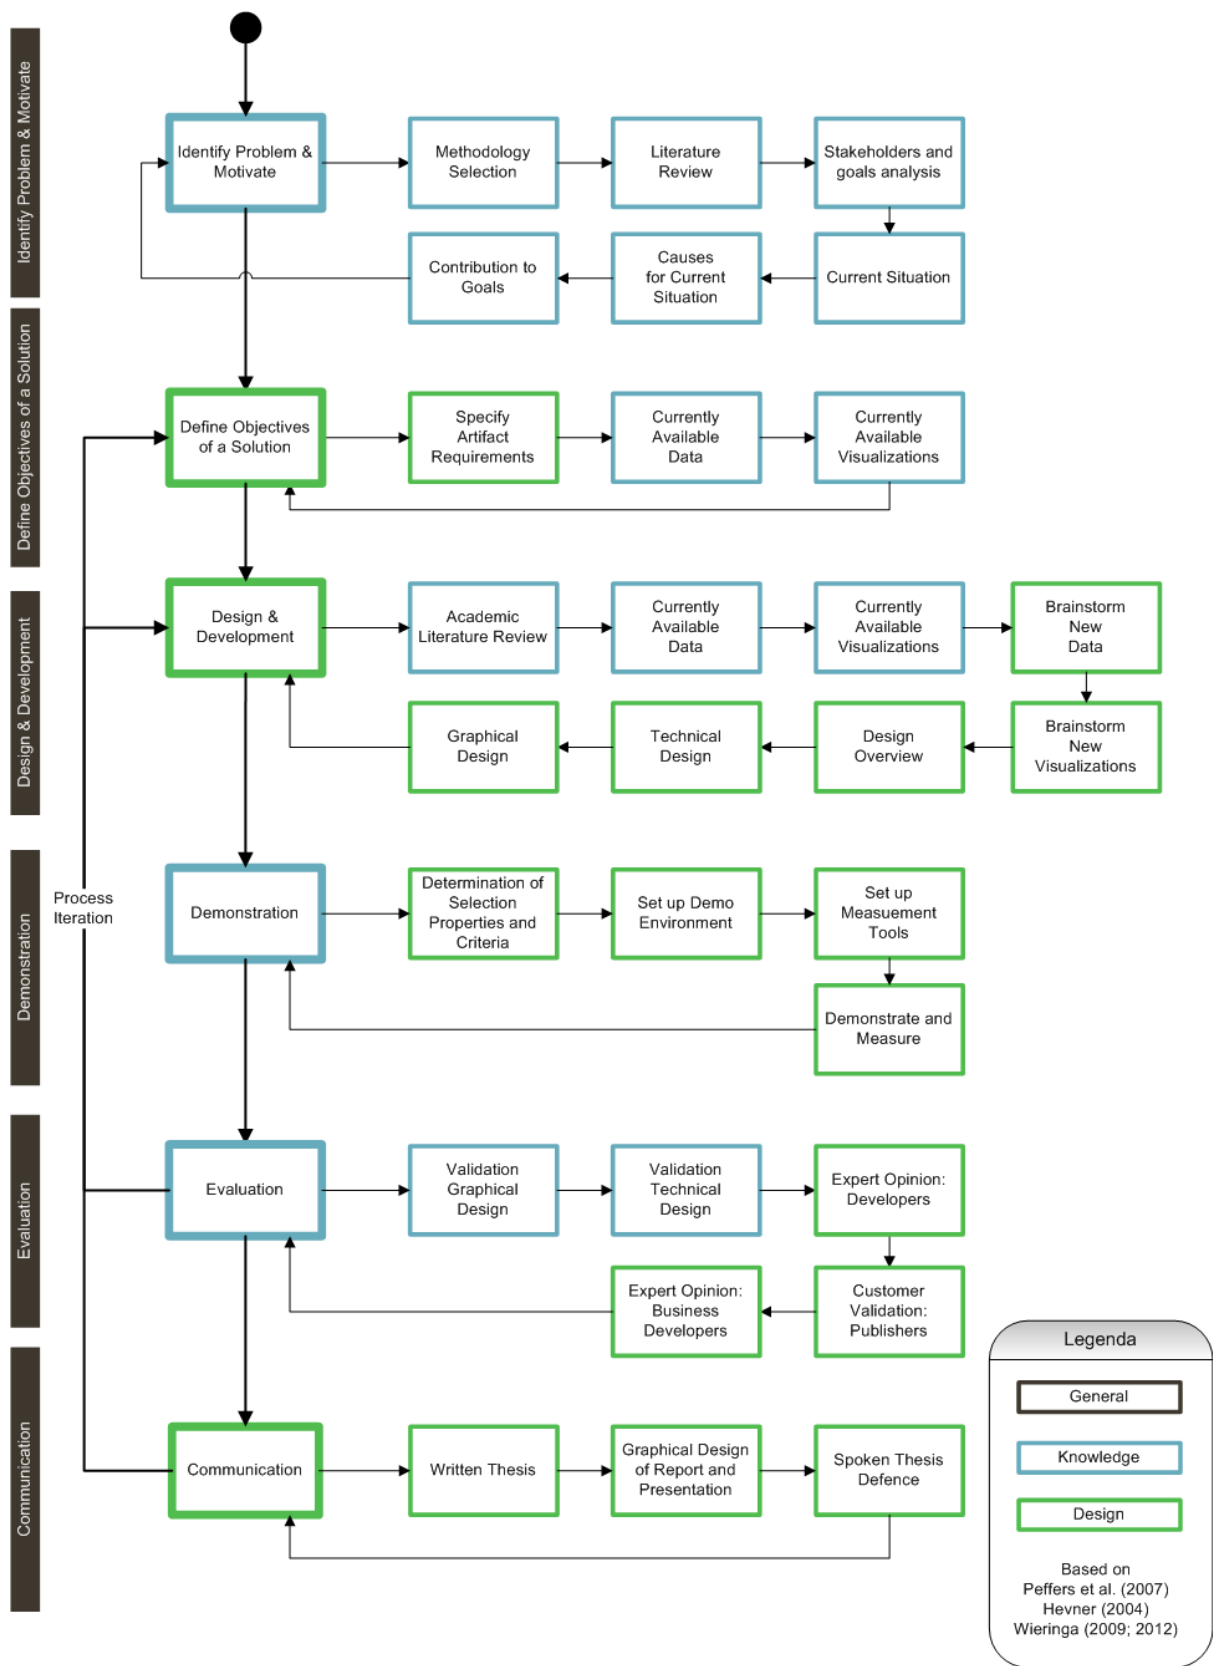 Identify Problem & Motivate
Identify Problem &
Motivate
Methodology
Selection
Literature
Review
Stakeholders and
goals analysis
Contribution to
Goals
Causes
for Current
Situation
Current Situation
Define Objectives of a Solution
Define Objectives
of a Solution
Specify
Artifact
Requirements
Currently
Available
Data
Currently
Available
Visualizations
Design & Development
Design &
Development
Academic
Literature Review
Currently
Available
Data
Currently
Available
Visualizations
Brainstorm
New
Data
Graphical
Design
Technical
Design
Design
Overview
Brainstorm
New
Visualizations
Demonstration
Process
Iteration
Demonstration
Determination of
Selection
Properties and
Criteria
Set up Demo
Environment
Set up
Measuement
Tools
Demonstrate and
Measure
Evaluation
Evaluation
Validation
Graphical
Design
Validation
Technical
Design
Expert Opinion:
Developers
Expert Opinion:
Business
Developers
Customer
Validation:
Publishers
Communication
Communication
Written Thesis
Graphical Design
of Report and
Presentation
Spoken Thesis
Defence
Legenda
General
Knowledge
Design
Based on
Peffers et al. (2007)
Hevner (2004)
Wieringa (2009; 2012)